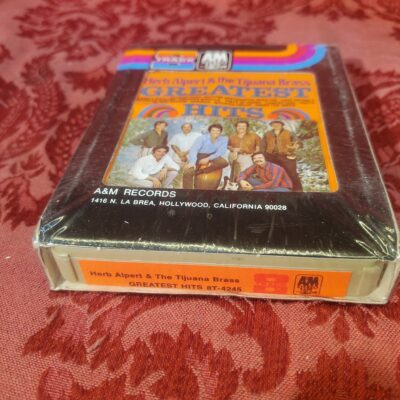 A&M
Herb Alpert & the Tijuana Brass
GREATEST
HITS
A&M RECORDS
1416 N. LA BREA, HOLLYWOOD, CALIFORNIA 90028
Herb Alpert & The Tijuana Brass
GREATEST HITS 8T-4245
8
A&M